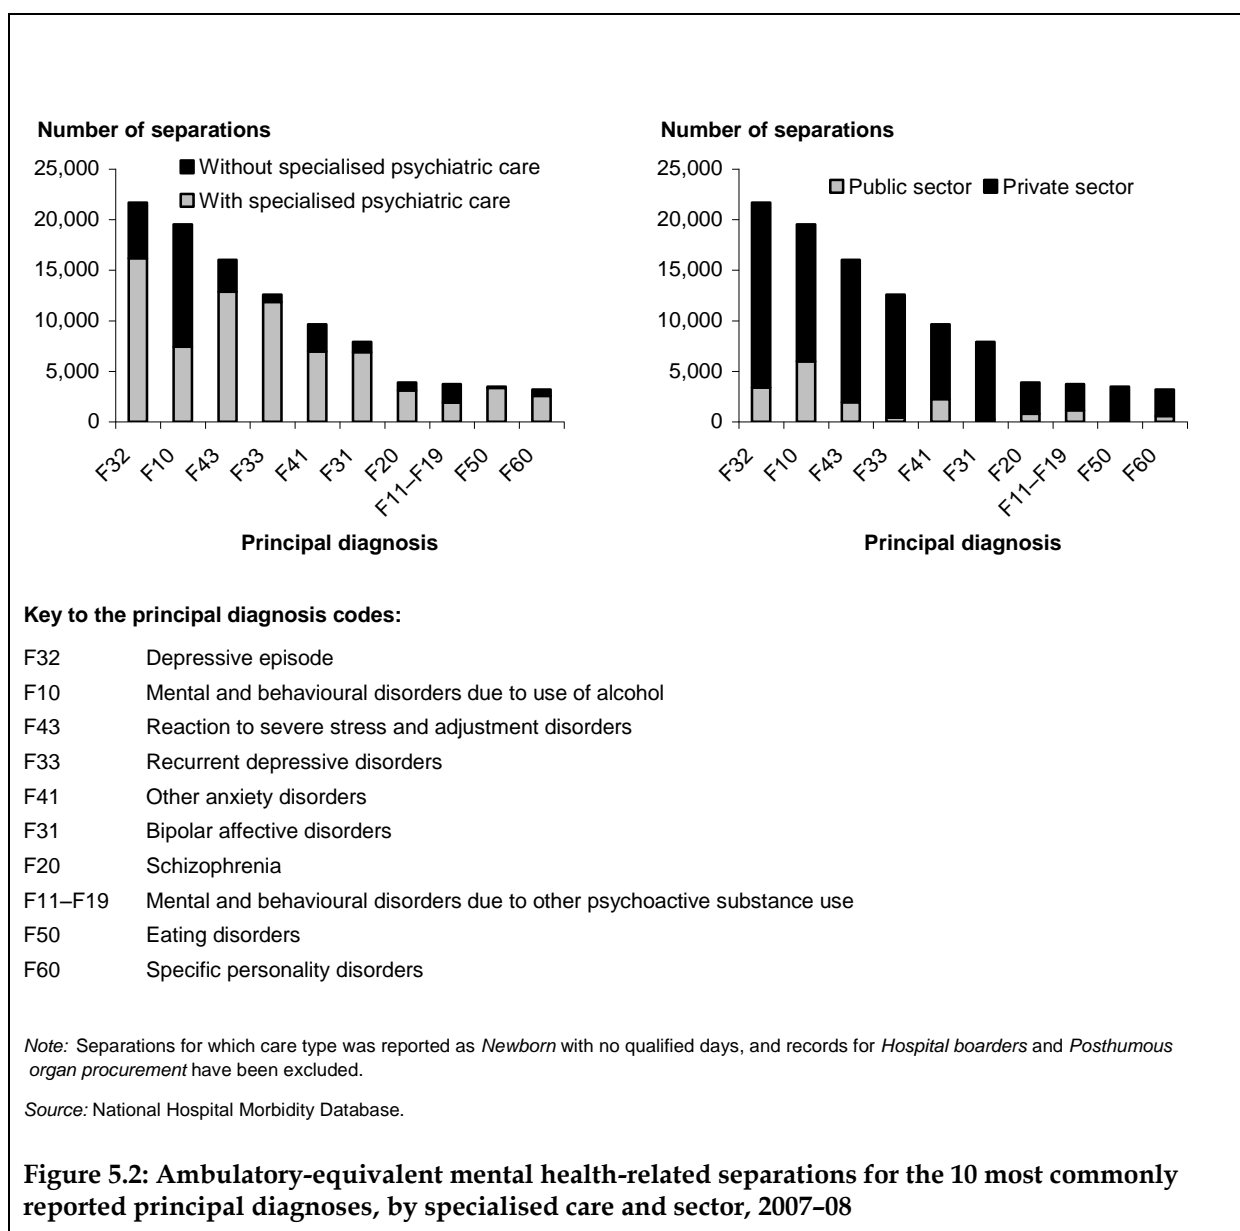 Number of separations
25,000
20,000
15,000
10,000
5,000
0
Without specialised psychiatric care
With specialised psychiatric care
F32
F10
F43
F33
F41
F31
F20
F11–F19
F50
F60
Principal diagnosis
Number of separations
25,000
20,000
15,000
10,000
5,000
0
Public sector Private sector
F32
F10
F43
F33
F41
F31
F20
F11–F19
F50
F60
Principal diagnosis
Key to the principal diagnosis codes:
F32 Depressive episode
F10 Mental and behavioural disorders due to use of alcohol
F43 Reaction to severe stress and adjustment disorders
F33 Recurrent depressive disorders
F41 Other anxiety disorders
F31 Bipolar affective disorders
F20 Schizophrenia
F11–F19 Mental and behavioural disorders due to other psychoactive substance use
F50 Eating disorders
F60 Specific personality disorders
Note: Separations for which care type was reported as Newborn with no qualified days, and records for Hospital boarders and Posthumous
organ procurement have been excluded.
Source: National Hospital Morbidity Database.
Figure 5.2: Ambulatory-equivalent mental health-related separations for the 10 most commonly
reported principal diagnoses, by specialised care and sector, 2007–08